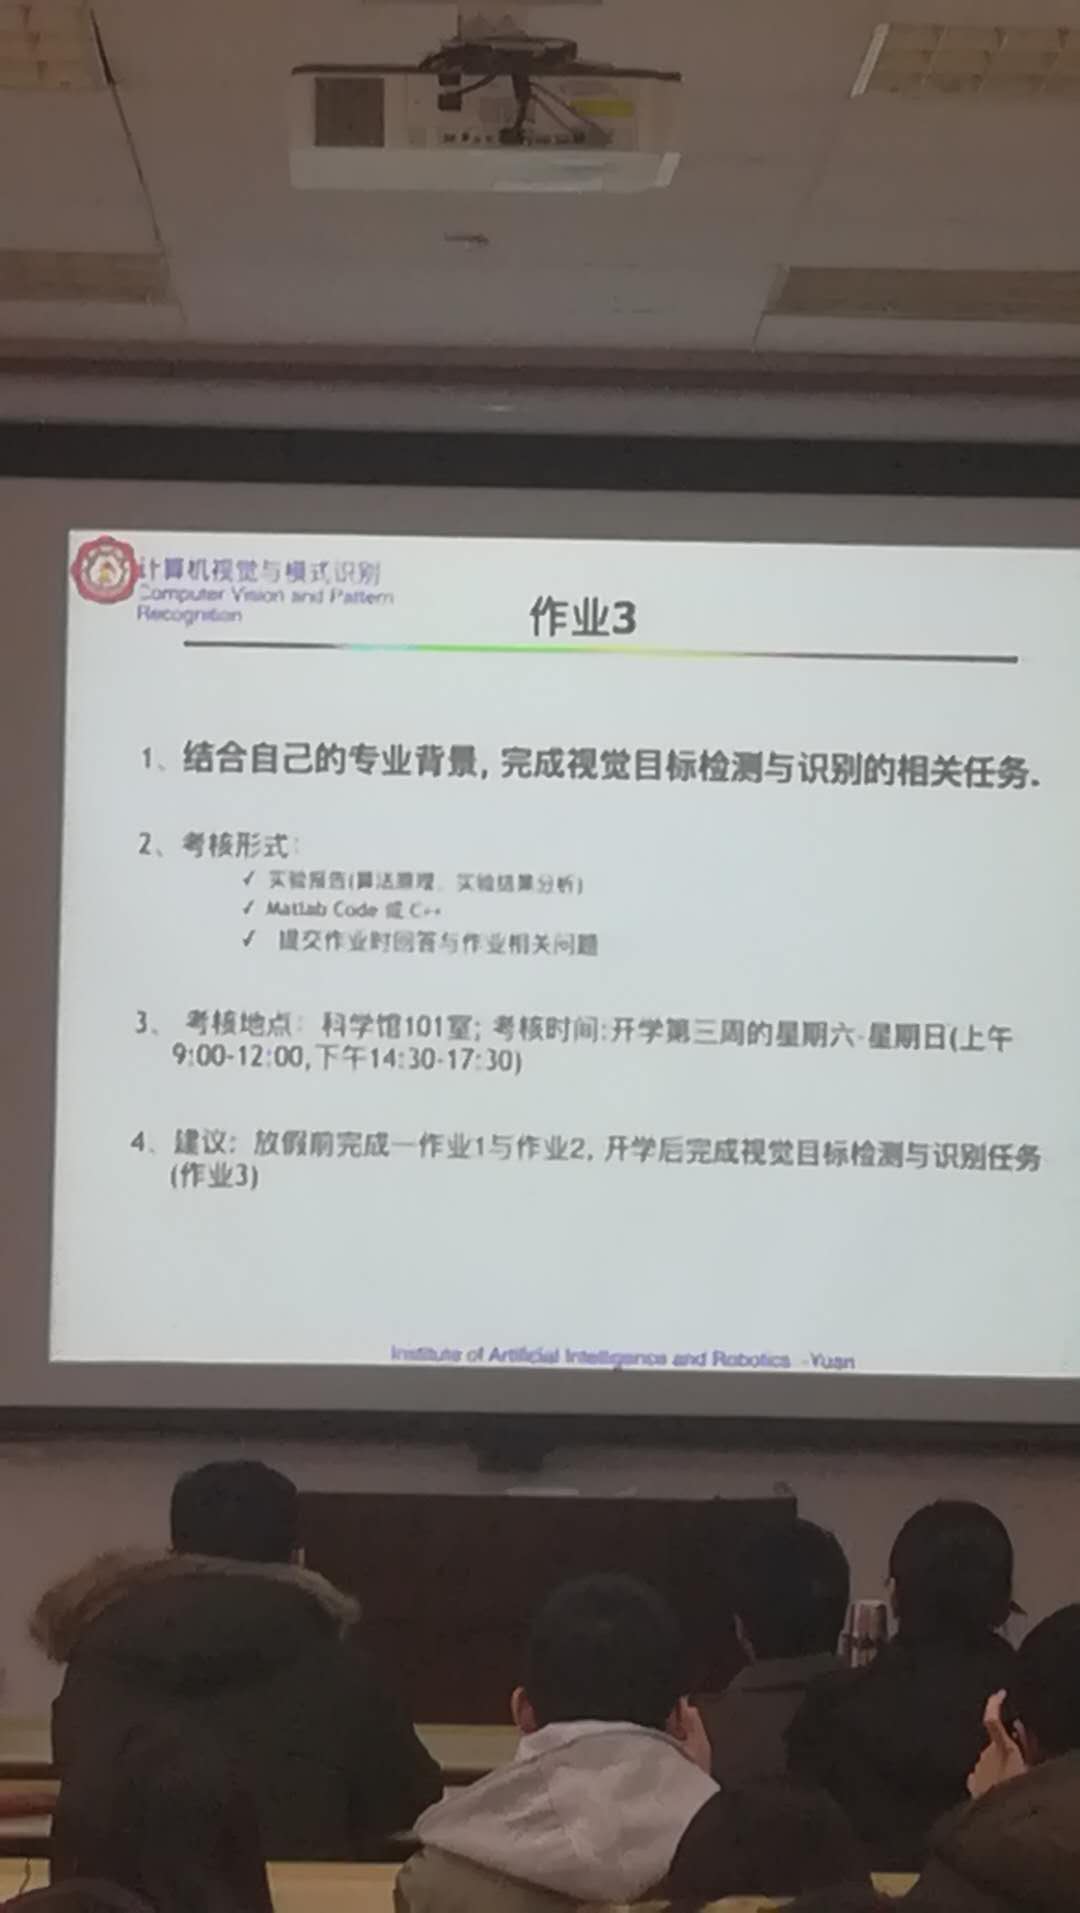 计算机视觉与模式识别
Computer Vision and Pattern
Recognition
作业3
1、结合自己的专业背景, 完成视觉目标检测与识别的相关任务.
2、考核形式:
✓ 实验报告(算法原理、实验结果分析)
✓ Matlab Code 或 C++
✓ 提交作业时回答与作业相关问题
3、 考核地点: 科学馆101室; 考核时间:开学第三周的星期六-星期日(上午
9:00-12:00,下午14:30-17:30)
4、建议: 放假前完成一作业1与作业2, 开学后完成视觉目标检测与识别任务
(作业3)
Institute of Artificial Intelligence and Robotics -Yuan